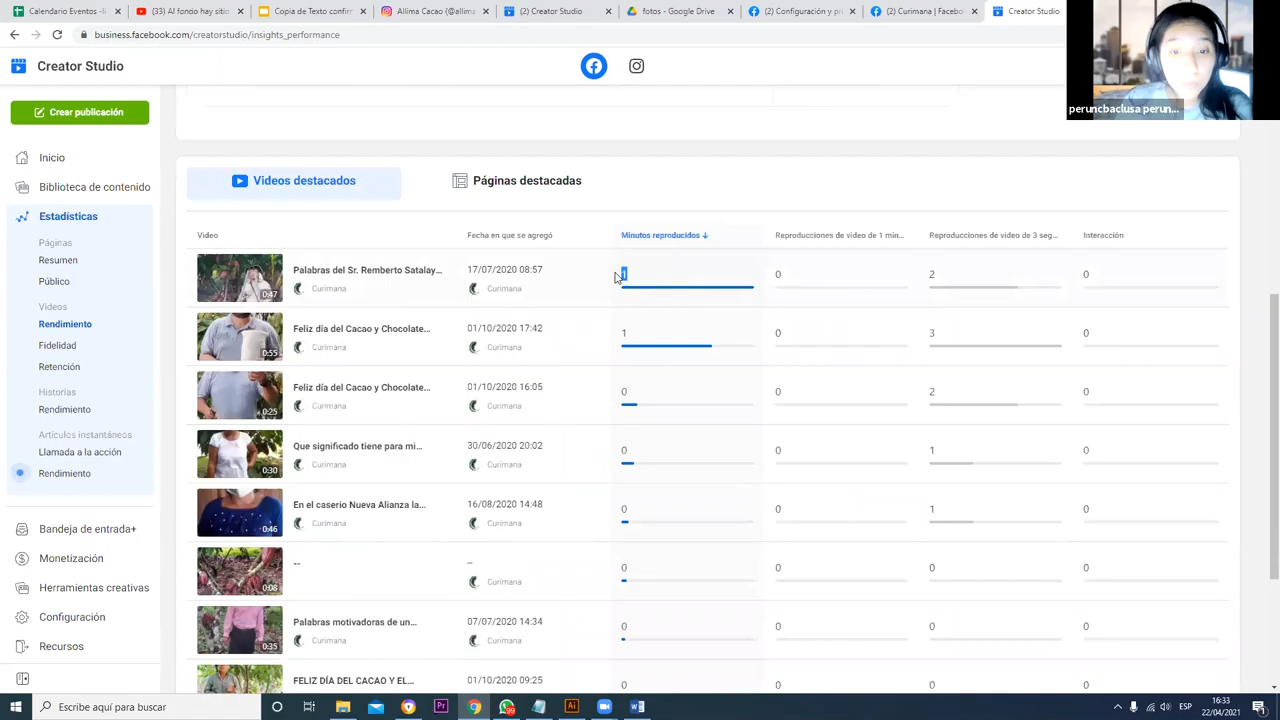 Calendario Eventos -l
(33) Al fondo hay sitio
Copia de Texto confirr
Allima Cacao (@allima
(2) Creator Studio
fotos - Google Drive
(2) Configuración y pr
(2) Curimana | Faceb
Creator Studio
business.facebook.com/creatorstudio/insights_performance
peruncbaclusa perun...
Creator Studio
Crear publicación
Inicio
Biblioteca de contenido
Estadísticas
Páginas
Resumen
Público
Videos
Rendimiento
Fidelidad
Retención
Historias
Rendimiento
Artículos instantáneos
Llamada a la acción
Rendimiento
Bandeja de entrada+
Monetización
Herramientas creativas
Configuración
Recursos
Videos destacados
Páginas destacadas
Video Fecha en que se agregó Minutos reproducidos ↓ Reproducciones de video de 1 min... Reproducciones de video de 3 seg... Interacción
Palabras del Sr. Remberto Satalay... 17/07/2020 08:57 1 0 2 0
0:47 Curimana Curimana
Feliz día del Cacao y Chocolate... 01/10/2020 17:42 1 0 3 0
0:55 Curimana Curimana
Feliz día del Cacao y Chocolate... 01/10/2020 16:05 0 0 2 0
0:25 Curimana Curimana
Que significado tiene para mi... 30/06/2020 20:02 0 0 1 0
0:30 Curimana Curimana
En el caserio Nueva Alianza la... 16/08/2020 14:48 0 0 1 0
0:46 Curimana Curimana
-- -- 0 0 0 0
0:08 Curimana
Palabras motivadoras de un... 07/07/2020 14:34 0 0 0 0
0:35 Curimana Curimana
FELIZ DÍA DEL CACAO Y EL... 01/10/2020 09:25 0 0 0 0
Escribe aquí para buscar
99
ESP
16:33
22/04/2021